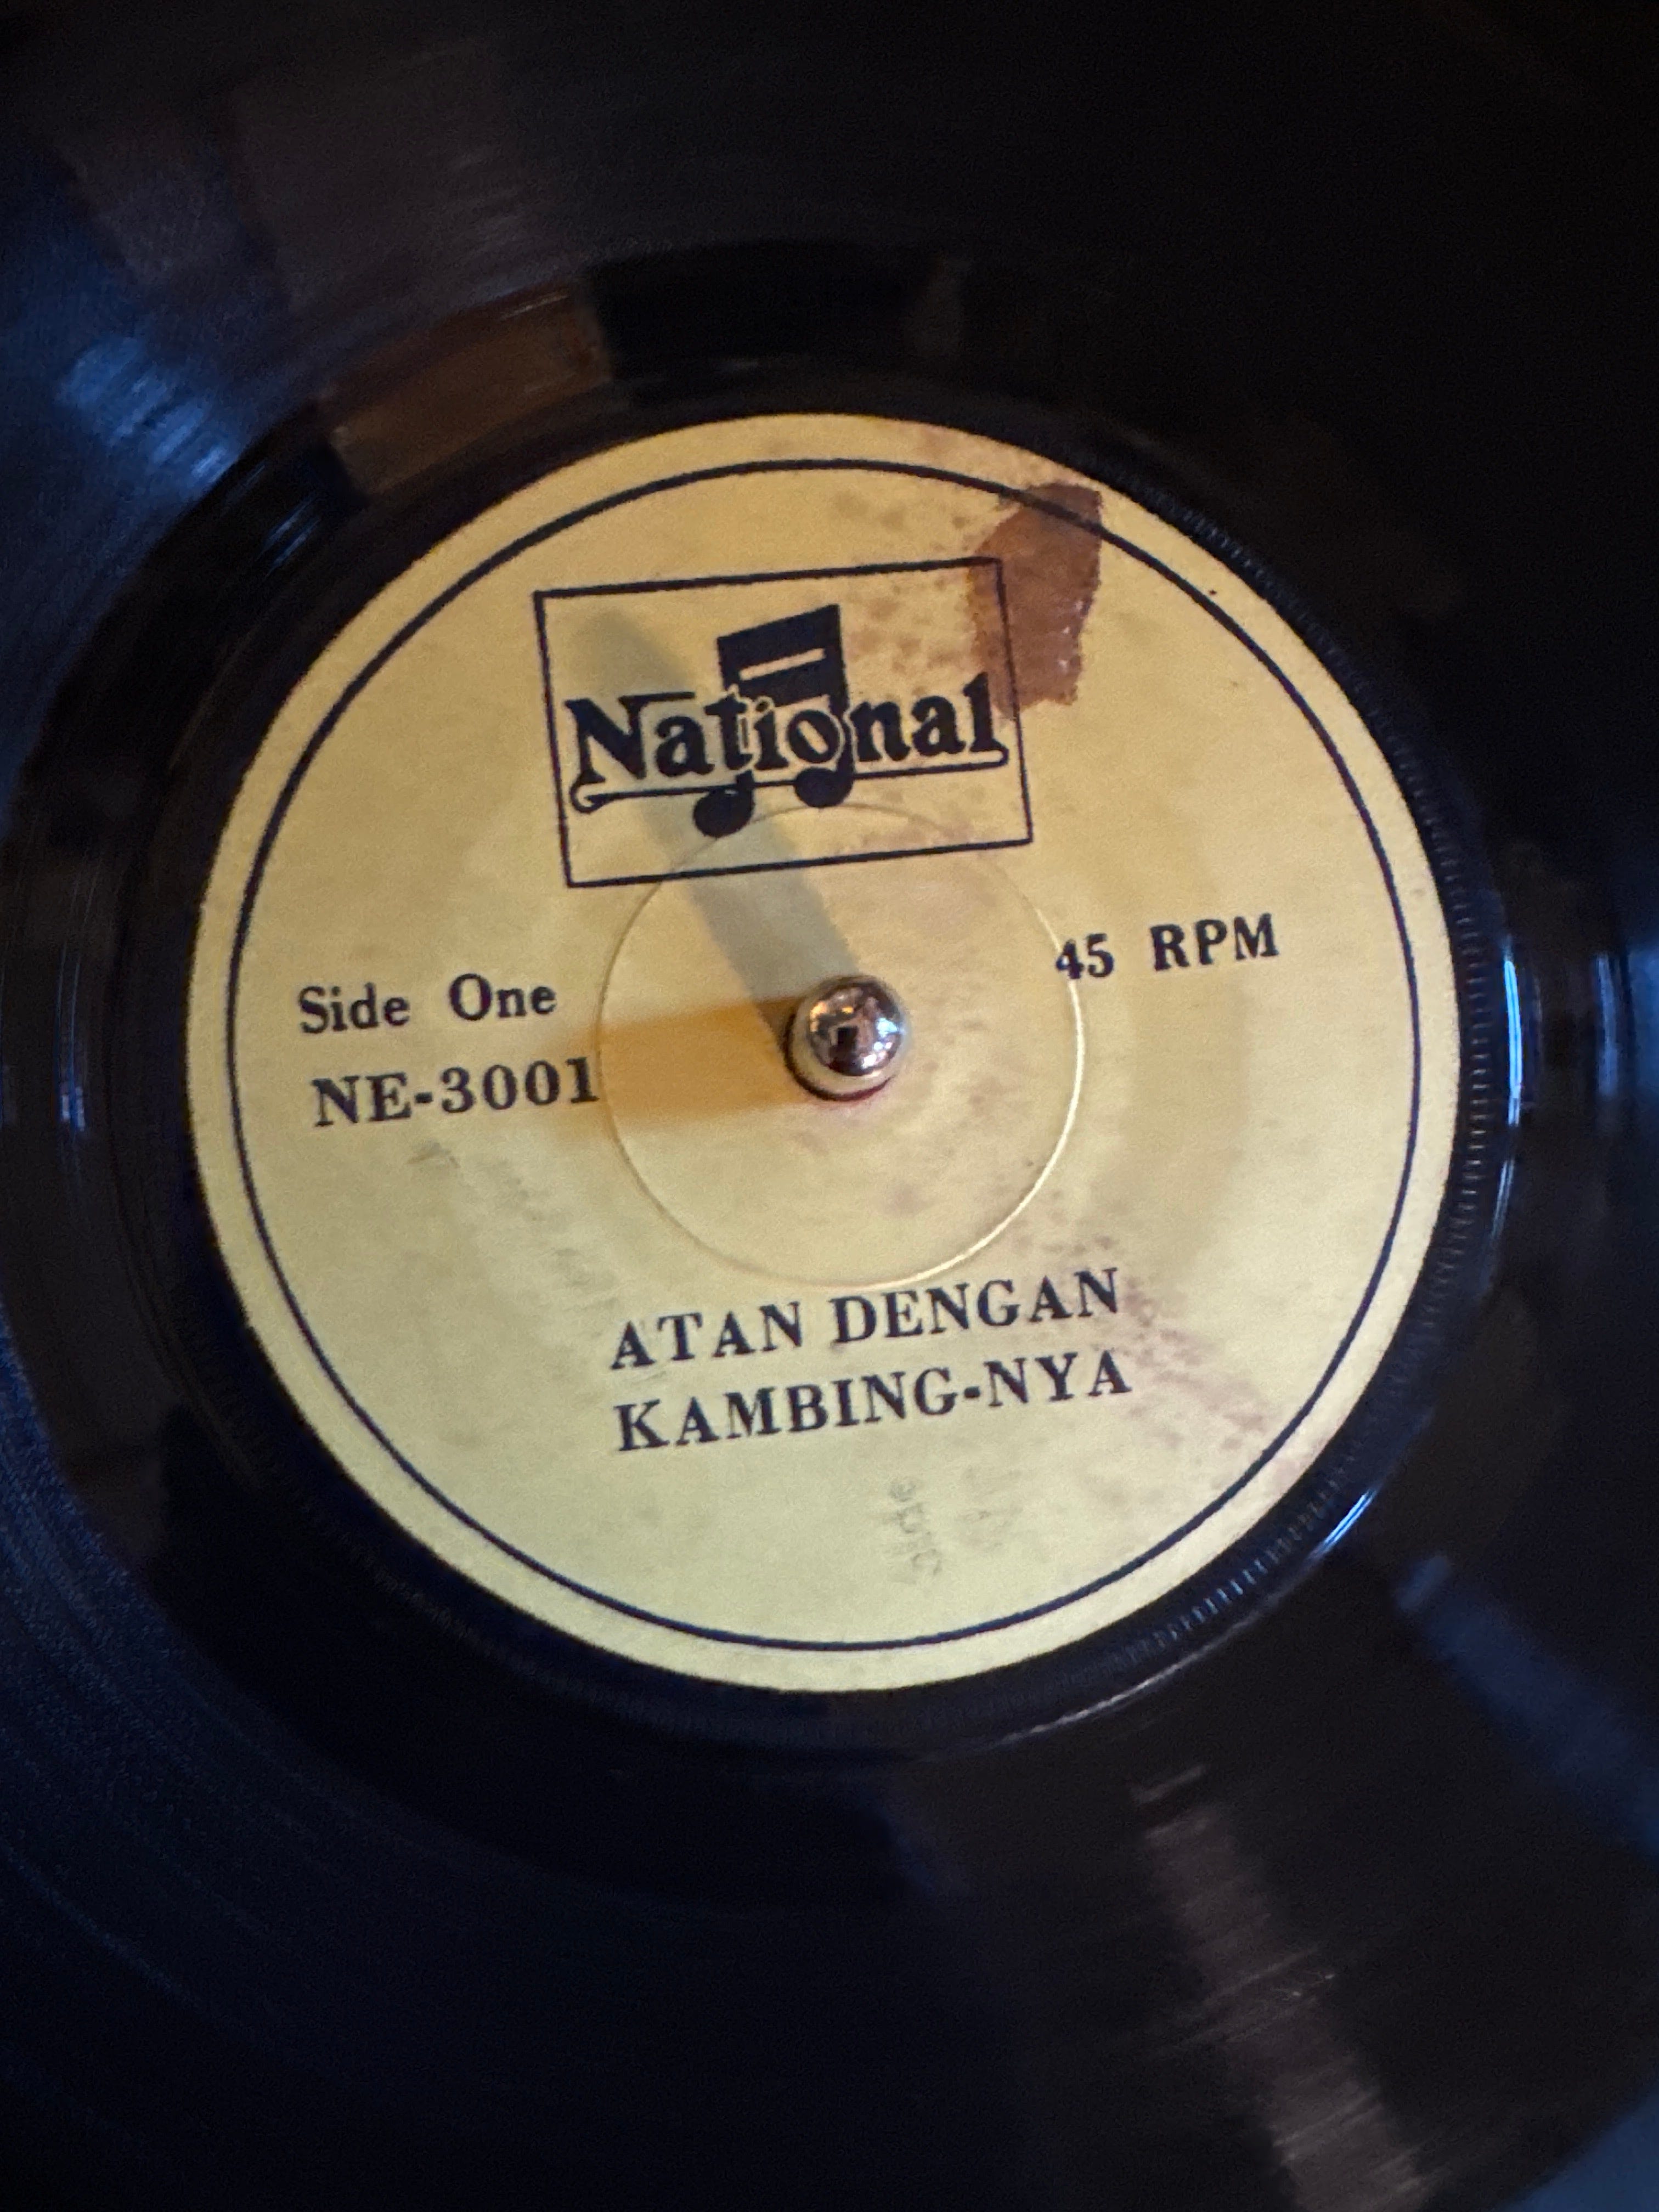 National
45 RPM
Side One
NE-3001
ATAN DENGAN
KAMBING-NYA